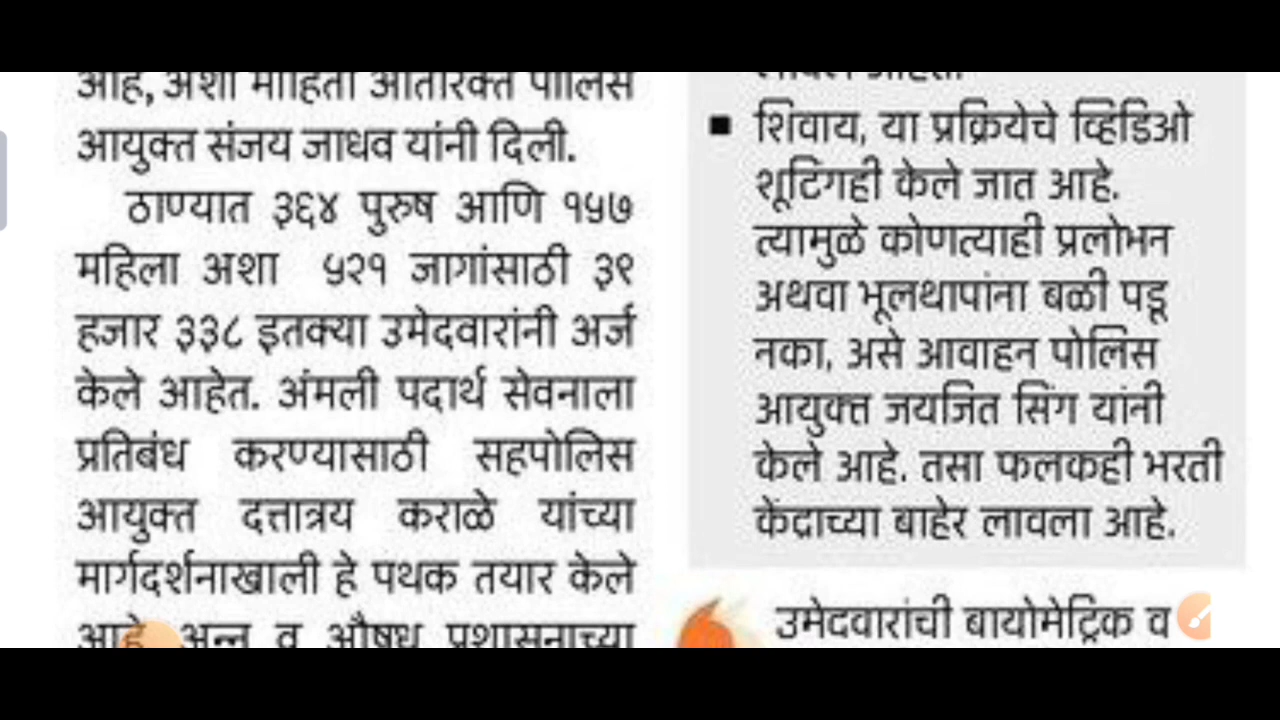 आहे, अशी माहिती अतिरिक्त पोलिस
आयुक्त संजय जाधव यांनी दिली.
ठाण्यात ३६४ पुरुष आणि १५७
महिला अशा ५२१ जागांसाठी ३९
हजार ३३८ इतक्या उमेदवारांनी अर्ज
केले आहेत. अंमली पदार्थ सेवनाला
प्रतिबंध करण्यासाठी सहपोलिस
आयुक्त दत्तात्रय कराळे यांच्या
मार्गदर्शनाखाली हे पथक तयार केले
आहे अन्न व औषध प्रशासनाच्या
■ शिवाय, या प्रक्रियेचे व्हिडिओ
शूटिंगही केले जात आहे.
त्यामुळे कोणत्याही प्रलोभन
अथवा भूलथापांना बळी पडू
नका, असे आवाहन पोलिस
आयुक्त जयजित सिंग यांनी
केले आहे. तसा फलकही भरती
केंद्राच्या बाहेर लावला आहे.
उमेदवारांची बायोमेट्रिक व